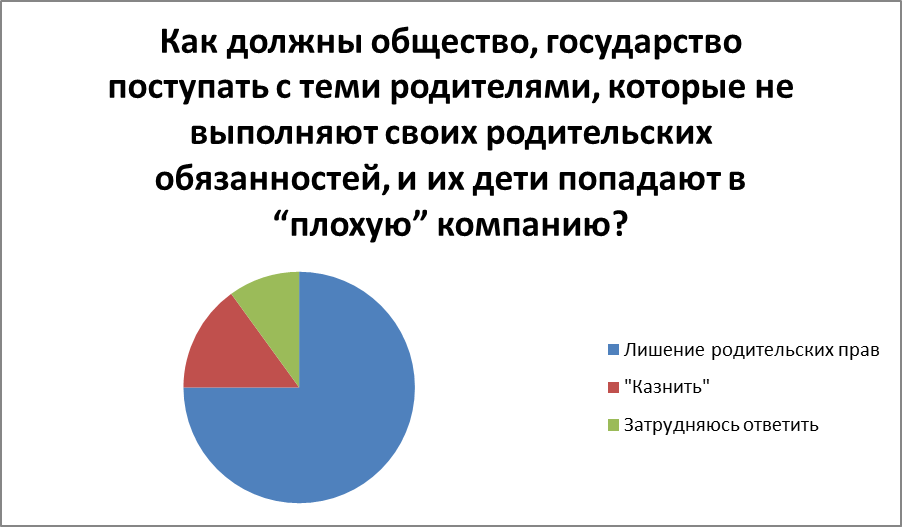 Как должны общество, государство
поступать с теми родителями, которые не
выполняют своих родительских
обязанностей, и их дети попадают в
“плохую” компанию?
Лишение родительских прав
"Казнить"
Затрудняюсь ответить